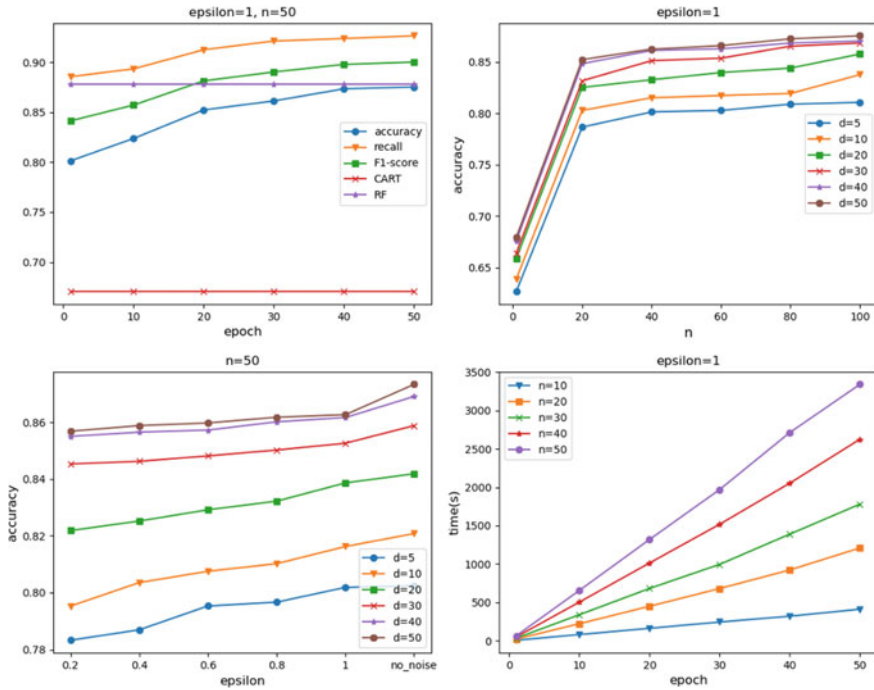 epsilon=1, n=50
0.90
0.85
0.80
0.75
0.70
accuracy
recall
F1-score
CART
RF
0 10 20 30 40 50
epoch
epsilon=1
accuracy
0.85
0.80
0.75
0.70
0.65
d=5
d=10
d=20
d=30
d=40
d=50
0 20 40 60 80 100
n
n=50
accuracy
0.86
0.84
0.82
0.80
0.78
d=5
d=10
d=20
d=30
d=40
d=50
0.2 0.4 0.6 0.8 1 no_noise
epsilon
epsilon=1
time(s)
3500
3000
2500
2000
1500
1000
500
0
n=10
n=20
n=30
n=40
n=50
0 10 20 30 40 50
epoch